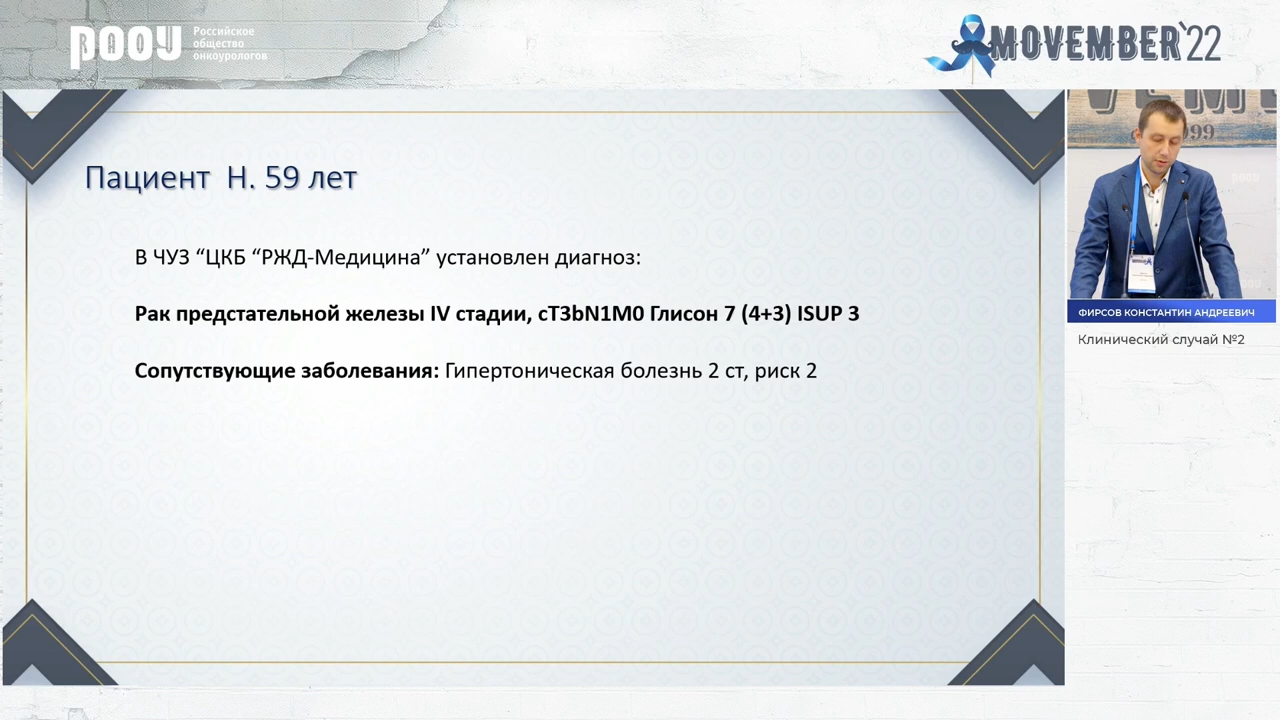 РООУ
Российское
общество
онкоурологов
MOVEMBER'22
Пациент Н. 59 лет
В ЧУЗ “ЦКБ “РЖД-Медицина” установлен диагноз:
Рак предстательной железы IV стадии, cT3bN1M0 Глисон 7 (4+3) ISUP 3
Сопутствующие заболевания: Гипертоническая болезнь 2 ст, риск 2
ФИРСОВ КОНСТАНТИН АНДРЕЕВИЧ
Клинический случай №2